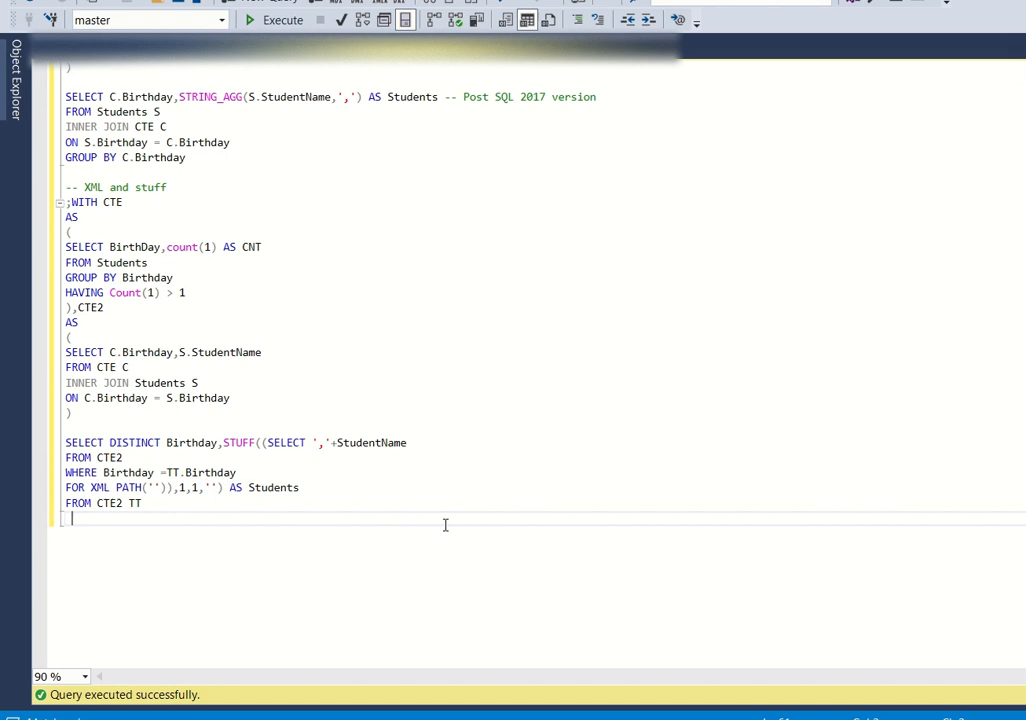 master
Execute
Object Explorer
)
SELECT C.Birthday,STRING_AGG(S.StudentName,',') AS Students -- Post SQL 2017 version
FROM Students S
INNER JOIN CTE C
ON S.Birthday = C.Birthday
GROUP BY C.Birthday
-- XML and stuff
;WITH CTE
AS
(
SELECT BirthDay,count(1) AS CNT
FROM Students
GROUP BY Birthday
HAVING Count(1) > 1
),CTE2
AS
(
SELECT C.Birthday,S.StudentName
FROM CTE C
INNER JOIN Students S
ON C.Birthday = S.Birthday
)
SELECT DISTINCT Birthday,STUFF((SELECT ','+StudentName
FROM CTE2
WHERE Birthday =TT.Birthday
FOR XML PATH('')),1,1,'') AS Students
FROM CTE2 TT
90 %
Query executed successfully.